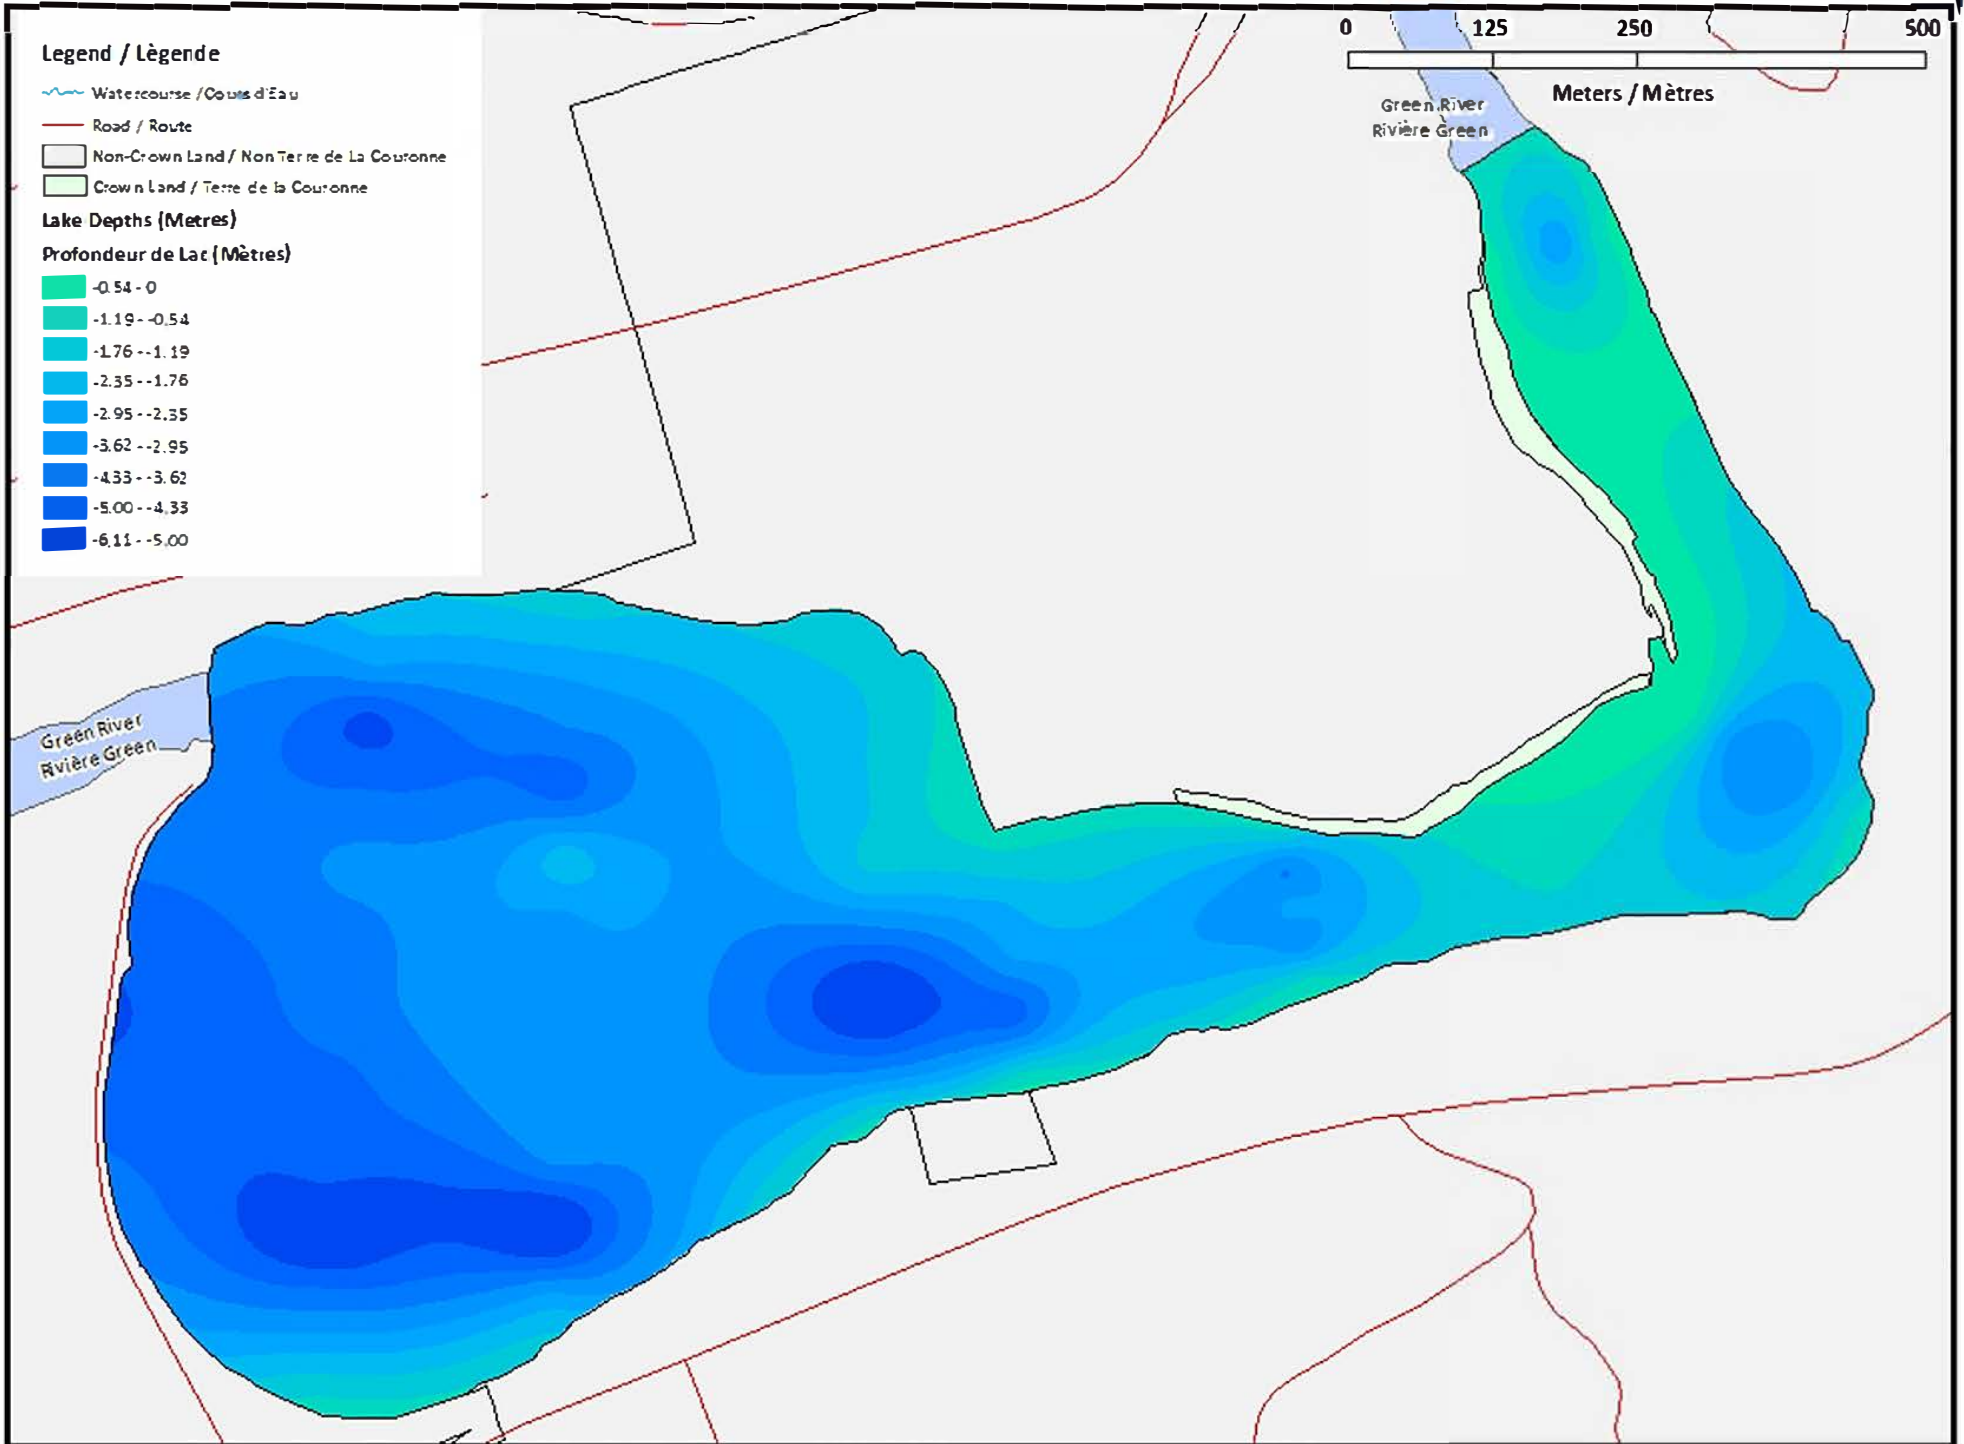 Legend / Lègende
Watercourse / Cours d'Eau
Road / Route
Non-Crown Land / Non Terre de La Couronne
Crown Land / Terre de la Couronne
Lake Depths (Metres)
Profondeur de Lac (Mètres)
-0.54 - 0
-1.19 - -0.54
-1.76 - -1.19
-2.35 - -1.76
-2.95 - -2.35
-3.62 - -2.95
-4.33 - -3.62
-5.00 - -4.33
-6.11 - -5.00
0 125 250 500
Meters / Mètres
Green River
Rivière Green
Green River
Rivière Green